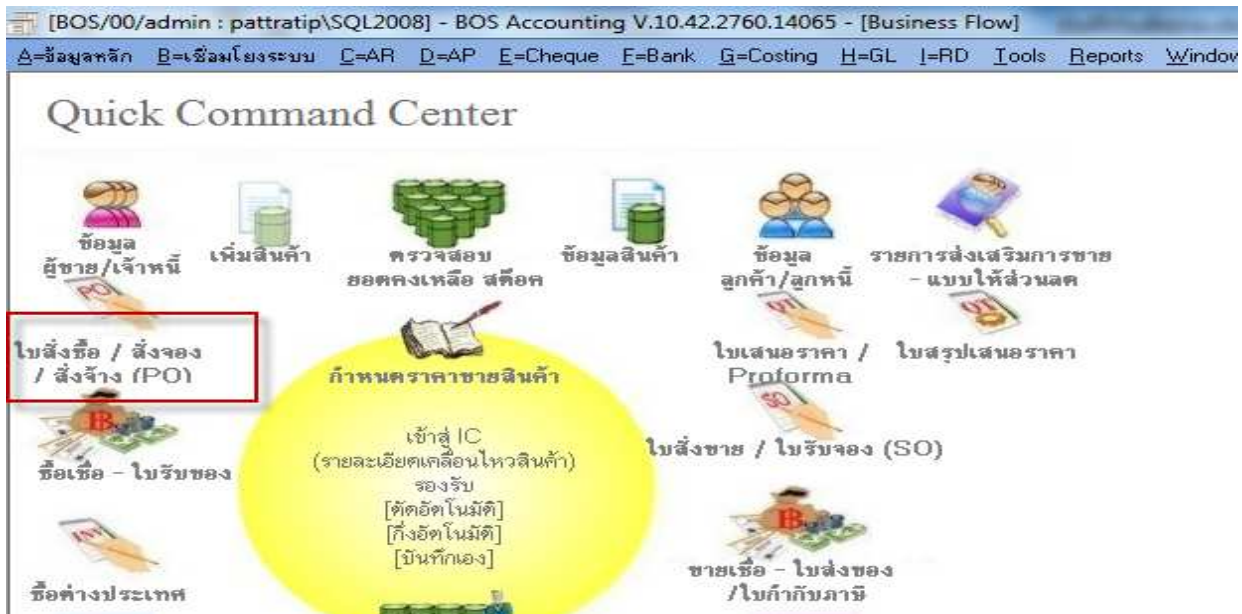 [BOS/00/admin : pattratip\SQL2008] - BOS Accounting V.10.42.2760.14065 - [Business Flow]
A=ข้อมูลหลัก B=เชื่อมโยงระบบ C=AR D=AP E=Cheque F=Bank G=Costing H=GL I=RD Tools Reports Window
Quick Command Center
ข้อมูล
ผู้ขาย/เจ้าหนี้
เพิ่มสินค้า
ตรวจสอบ
ยอดคงเหลือ สต็อค
ข้อมูลสินค้า
ข้อมูล
ลูกค้า/ลูกหนี้
รายการส่งเสริมการขาย
- แบบให้ส่วนลด
PO
QT
QT
ใบสั่งซื้อ / สั่งจอง
/ สั่งจ้าง (PO)
กำหนดราคาขายสินค้า
ใบเสนอราคา /
Proforma
ใบสรุปเสนอราคา
B
SO
ซื้อเชื่อ - ใบรับของ
เข้าสู่ IC
(รายละเอียดเคลื่อนไหวสินค้า)
รองรับ
[ตัดอัตโนมัติ]
[กึ่งอัตโนมัติ]
[บันทึกเอง]
ใบสั่งขาย / ใบรับจอง (SO)
INV
B
ซื้อต่างประเทศ
ขายเชื่อ - ใบส่งของ
/ใบกำกับภาษี